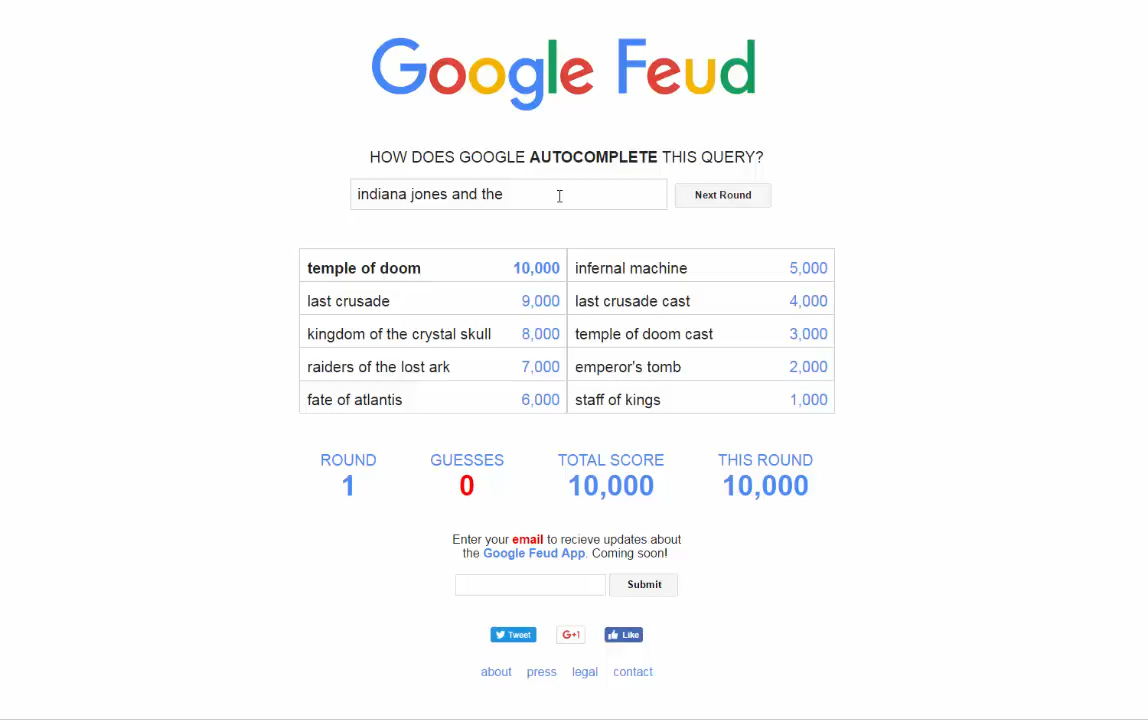 Google Feud
HOW DOES GOOGLE AUTOCOMPLETE THIS QUERY?
indiana jones and the
Next Round
temple of doom 10,000 infernal machine 5,000
last crusade 9,000 last crusade cast 4,000
kingdom of the crystal skull 8,000 temple of doom cast 3,000
raiders of the lost ark 7,000 emperor's tomb 2,000
fate of atlantis 6,000 staff of kings 1,000
ROUND GUESSES TOTAL SCORE THIS ROUND
1 0 10,000 10,000
Enter your email to recieve updates about
the Google Feud App. Coming soon!
Submit
Tweet G+1 Like
about press legal contact